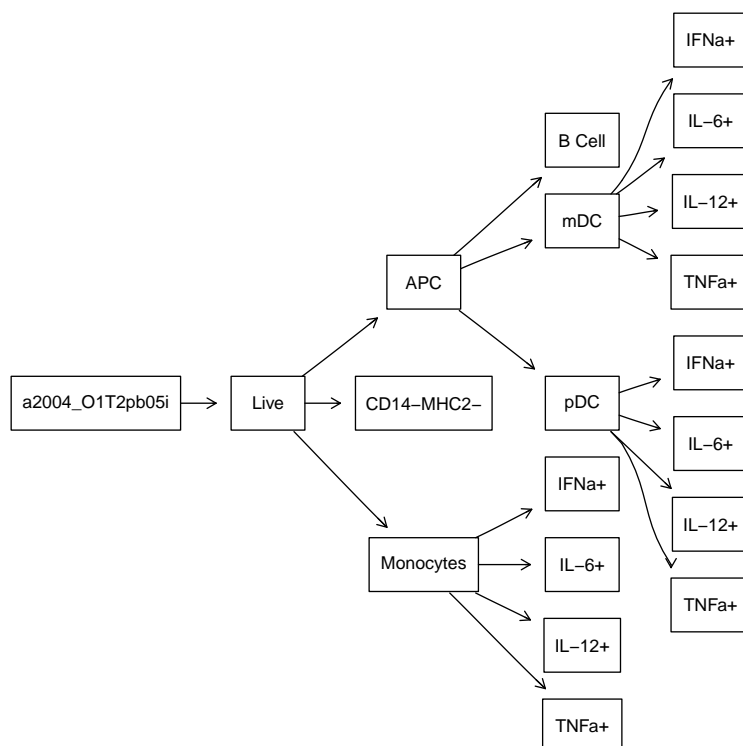 IFNa+
IL−6+
B Cell
IL−12+
mDC
TNFa+
APC
IFNa+
a2004_O1T2pb05i
Live
CD14−MHC2−
pDC
IL−6+
IFNa+
IL−12+
Monocytes
IL−6+
TNFa+
IL−12+
TNFa+